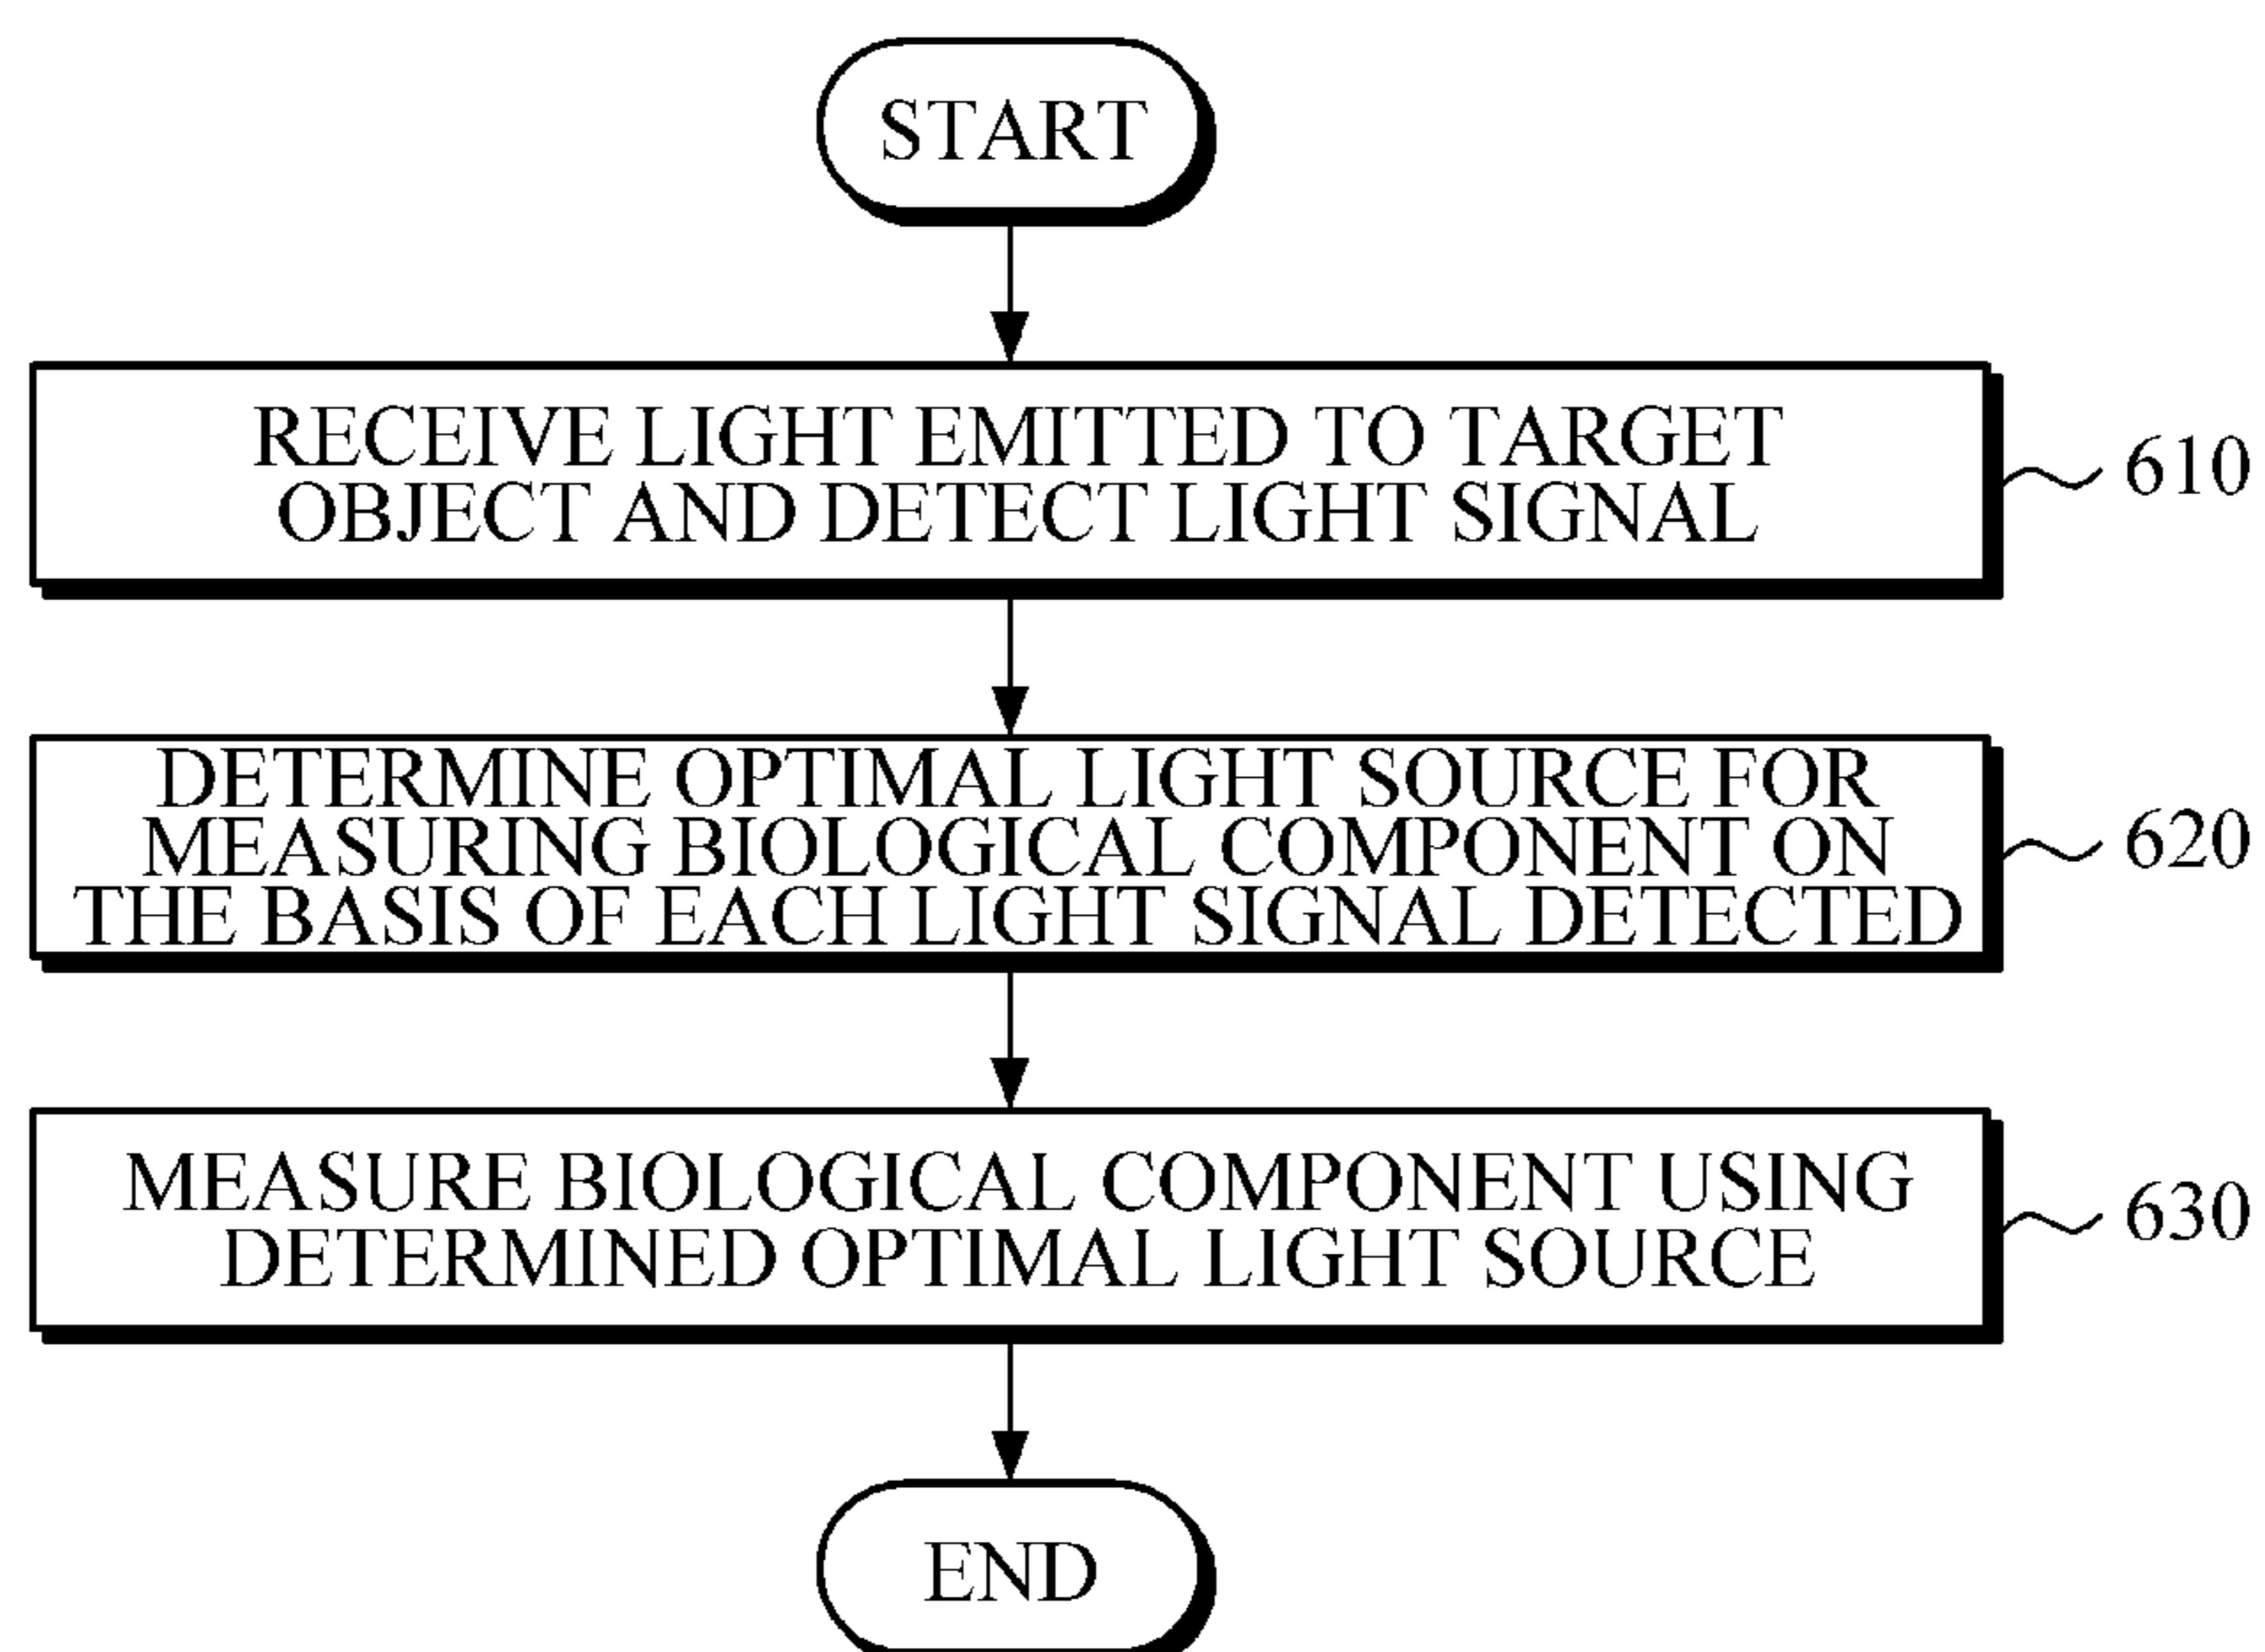 START
RECEIVE LIGHT EMITTED TO TARGET
OBJECT AND DETECT LIGHT SIGNAL
610
DETERMINE OPTIMAL LIGHT SOURCE FOR
MEASURING BIOLOGICAL COMPONENT ON
THE BASIS OF EACH LIGHT SIGNAL DETECTED
620
MEASURE BIOLOGICAL COMPONENT USING
DETERMINED OPTIMAL LIGHT SOURCE
630
END